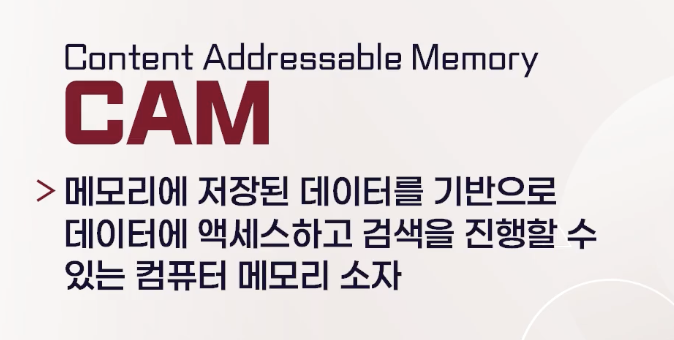 Content Addressable Memory
CAM
> 메모리에 저장된 데이터를 기반으로
데이터에 액세스하고 검색을 진행할 수
있는 컴퓨터 메모리 소자